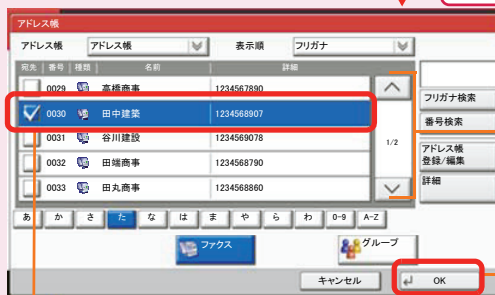 アドレス帳
アドレス帳 アドレス帳 表示順 フリガナ
宛先 番号 種類 名前 詳細
0029 高橋商事 1234567890
0030 田中建築 1234568907
0031 谷川建設 1234569078
0032 田端商事 1234568790
0033 田丸商事 1234568860
1/2
フリガナ検索
番号検索
アドレス帳
登録/編集
詳細
あ か さ た な は ま や ら わ 0-9 A-Z
ファクス グループ
キャンセル OK